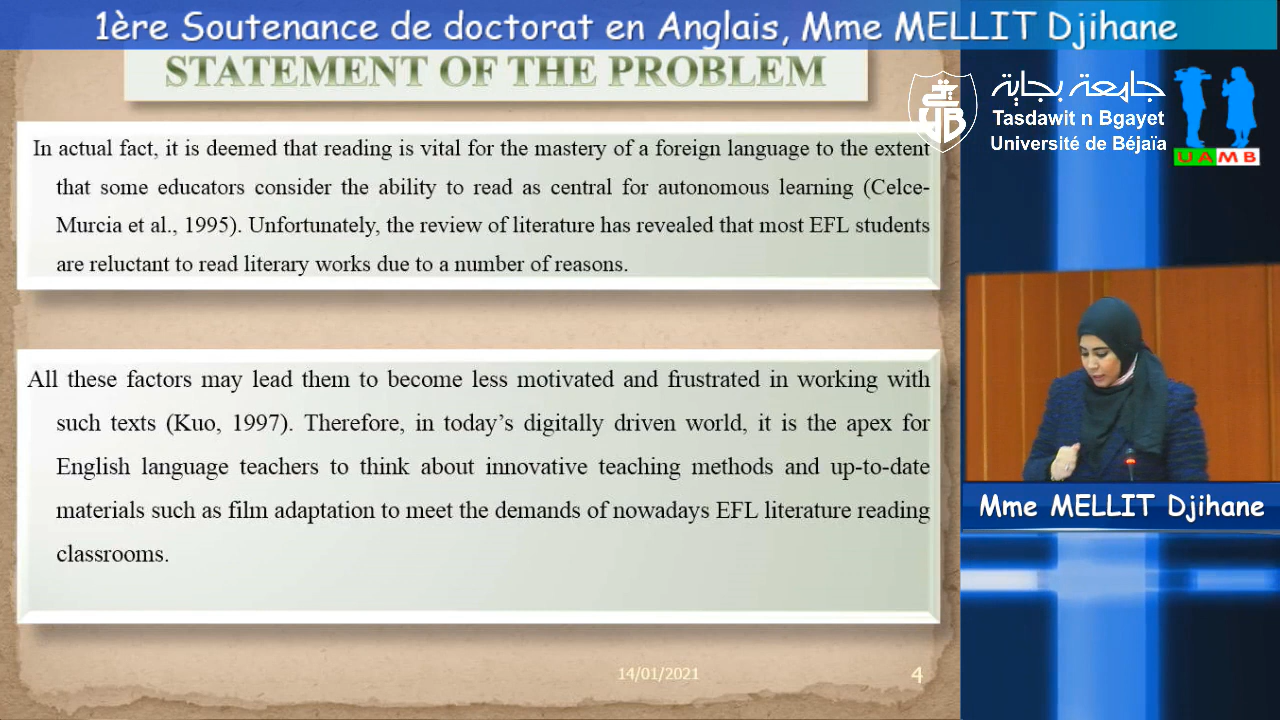 1ère Soutenance de doctorat en Anglais, Mme MELLIT Djihane
STATEMENT OF THE PROBLEM
In actual fact, it is deemed that reading is vital for the mastery of a foreign language to the extent
that some educators consider the ability to read as central for autonomous learning (Celce-
Murcia et al., 1995). Unfortunately, the review of literature has revealed that most EFL students
are reluctant to read literary works due to a number of reasons.
All these factors may lead them to become less motivated and frustrated in working with
such texts (Kuo, 1997). Therefore, in today’s digitally driven world, it is the apex for
English language teachers to think about innovative teaching methods and up-to-date
materials such as film adaptation to meet the demands of nowadays EFL literature reading
classrooms.
14/01/2021
4
جامعة بجاية
Tasdawit n Bgayet
Université de Béjaïa
UAMB
Mme MELLIT Djihane